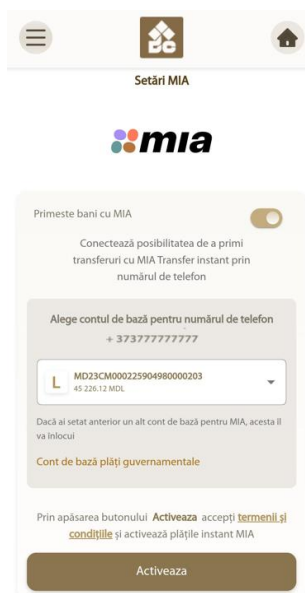 Setări MIA
mia
Primeste bani cu MIA
Conectează posibilitatea de a primi
transferuri cu MIA Transfer instant prin
numărul de telefon
Alege contul de bază pentru numărul de telefon
+ 373777777777
L
MD23CM000225904980000203
45 226.12 MDL
Dacă ai setat anterior un alt cont de bază pentru MIA, acesta îl
va înlocui
Cont de bază plăți guvernamentale
Prin apăsarea butonului Activeaza accepți termenii și
condițiile și activează plățile instant MIA
Activeaza